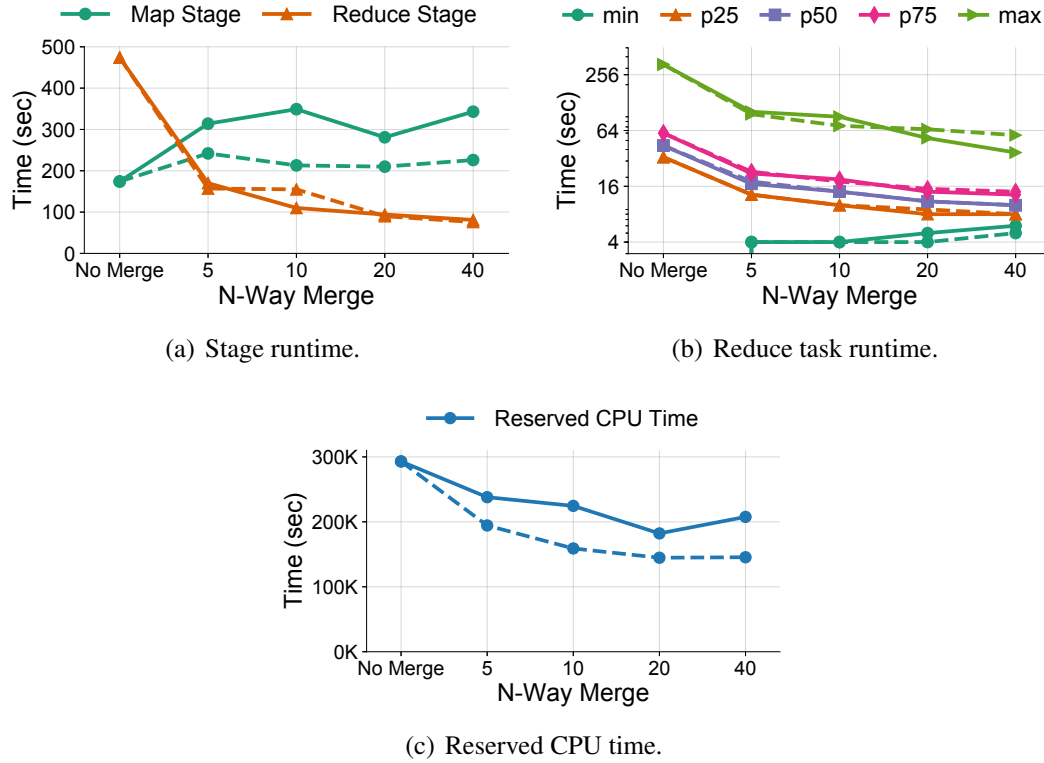 Map Stage Reduce Stage
500
400
300
200
100
0
Time (sec)
No Merge 5 10 20 40
N-Way Merge
(a) Stage runtime.
min p25 p50 p75 max
256
64
16
4
Time (sec)
No Merge 5 10 20 40
N-Way Merge
(b) Reduce task runtime.
Reserved CPU Time
300K
200K
100K
0K
Time (sec)
No Merge 5 10 20 40
N-Way Merge
(c) Reserved CPU time.